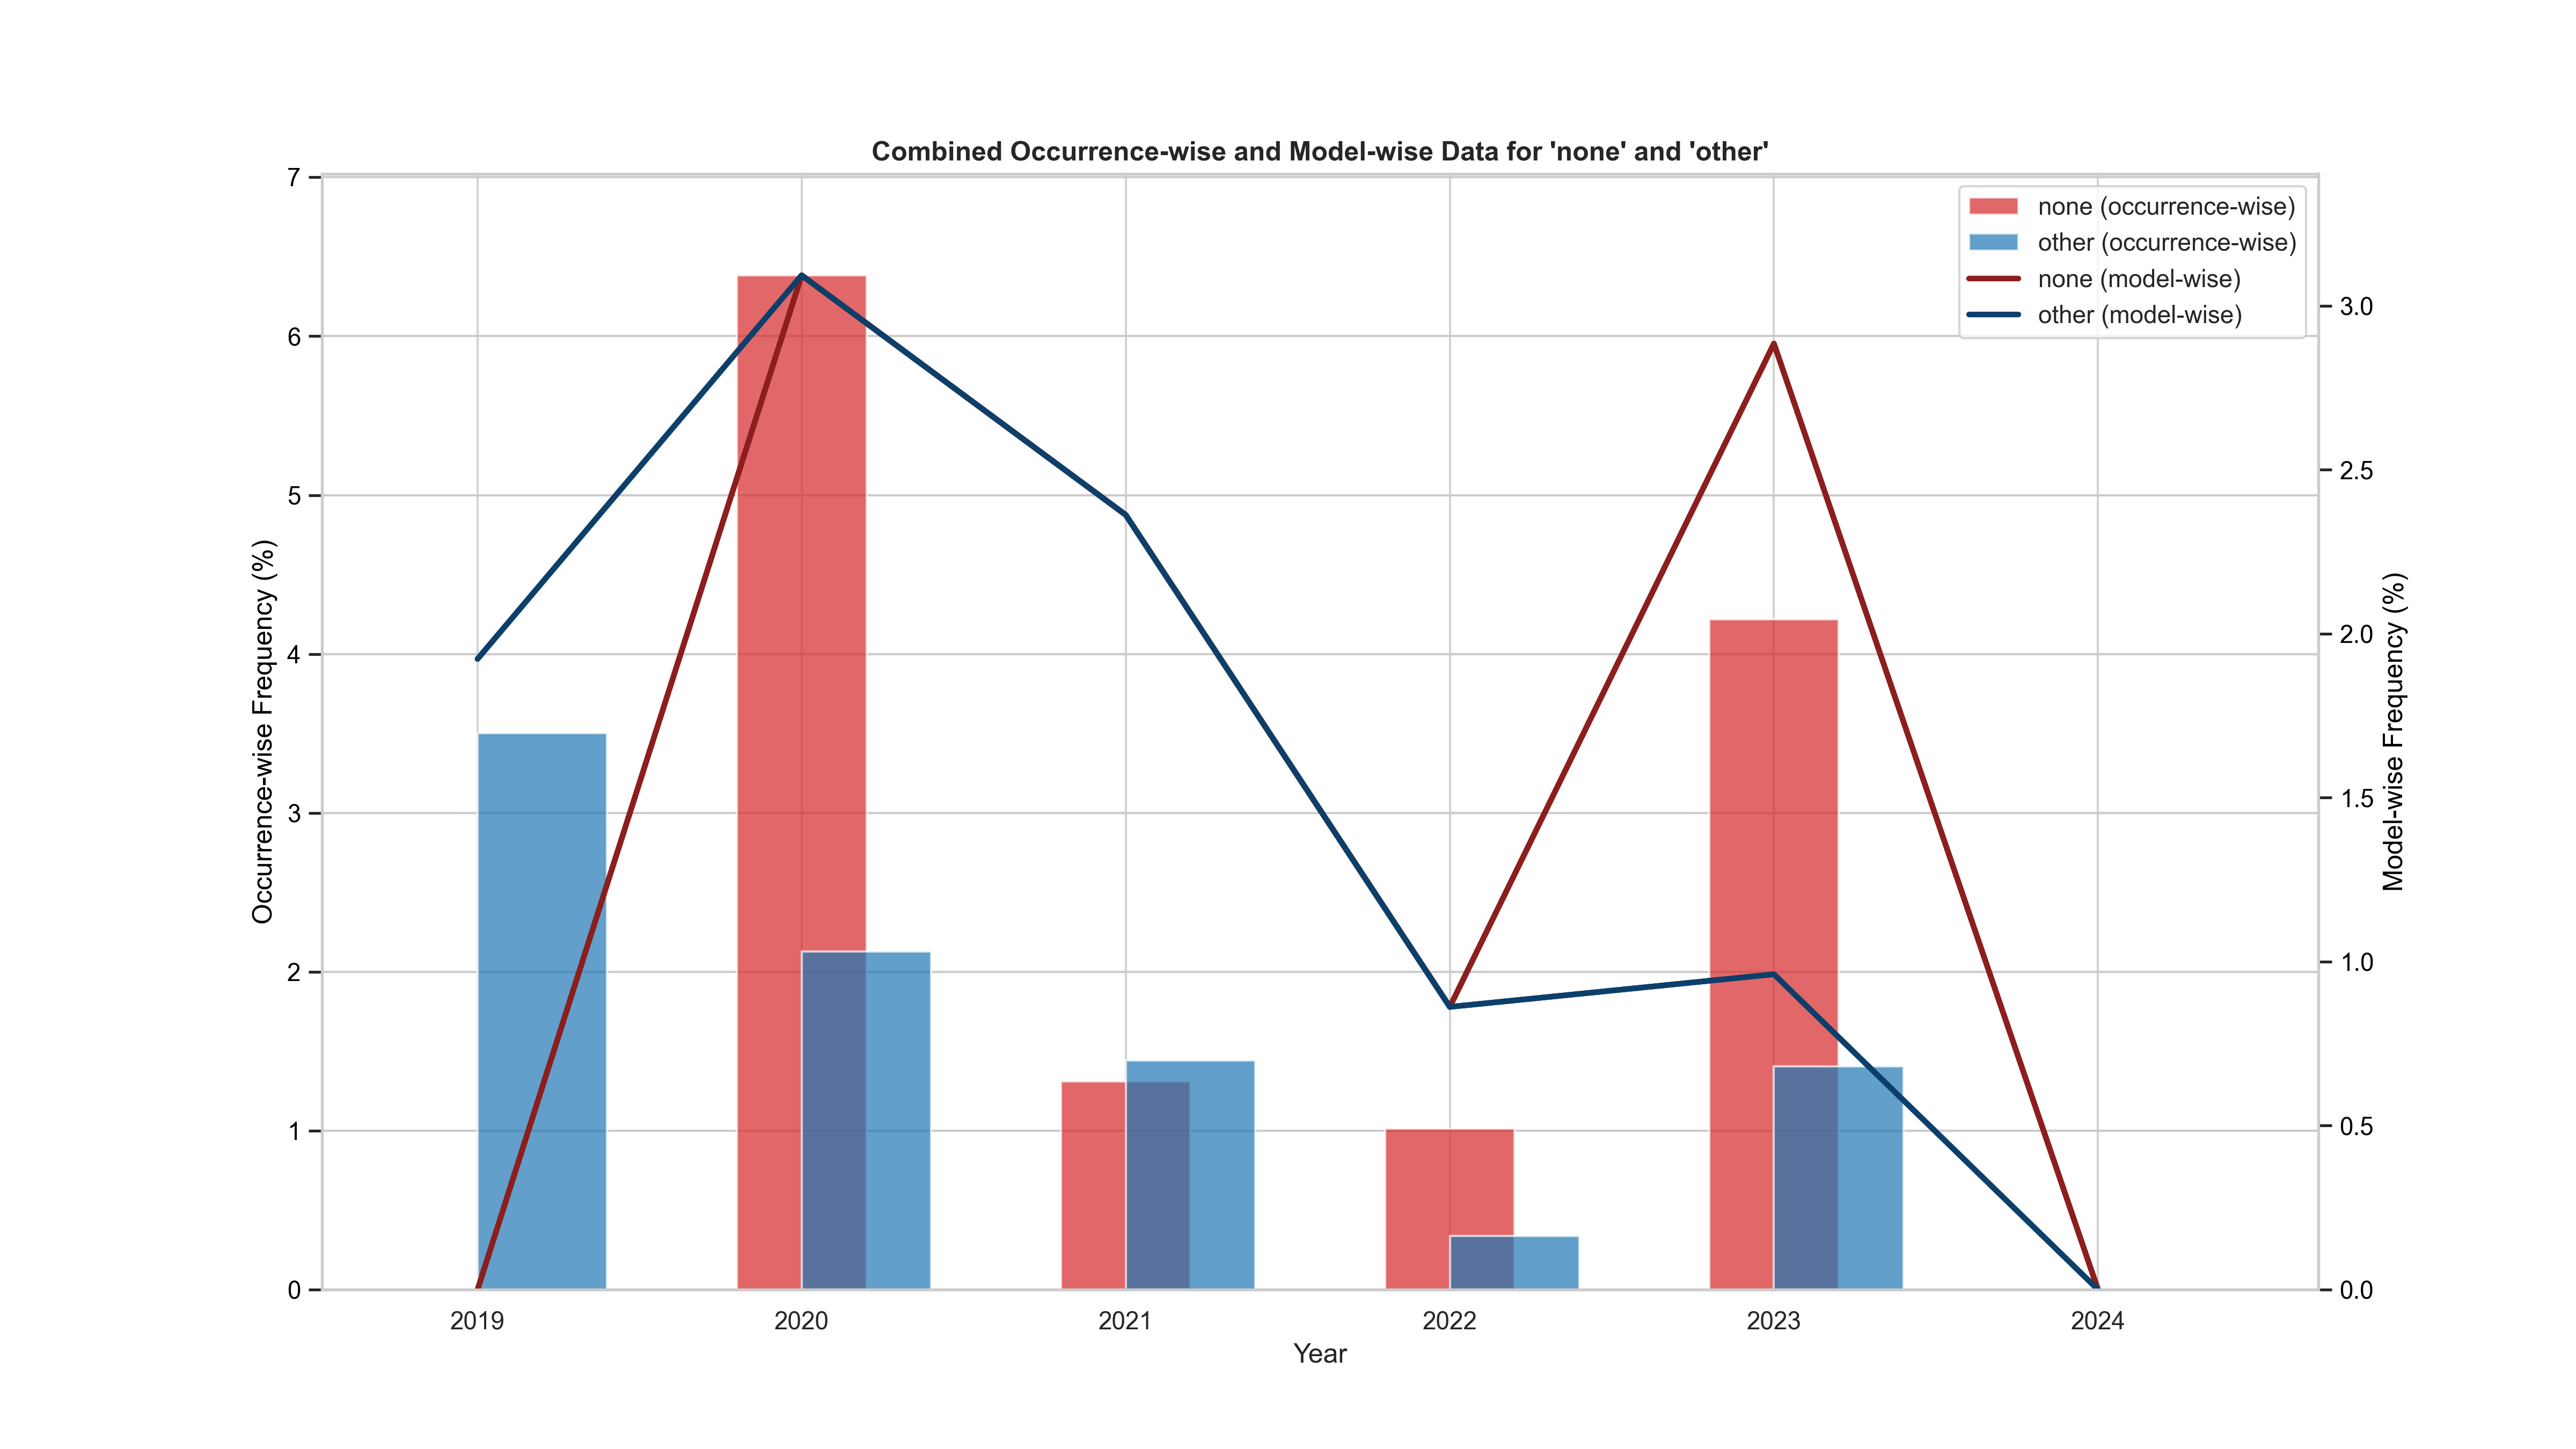 Combined Occurrence-wise and Model-wise Data for 'none' and 'other'
none (occurrence-wise)
other (occurrence-wise)
none (model-wise)
other (model-wise)
Occurrence-wise Frequency (%)
7
6
5
4
3
2
1
0
3.0
2.5
2.0
1.5
1.0
0.5
0.0
Model-wise Frequency (%)
2019 2020 2021 2022 2023 2024
Year